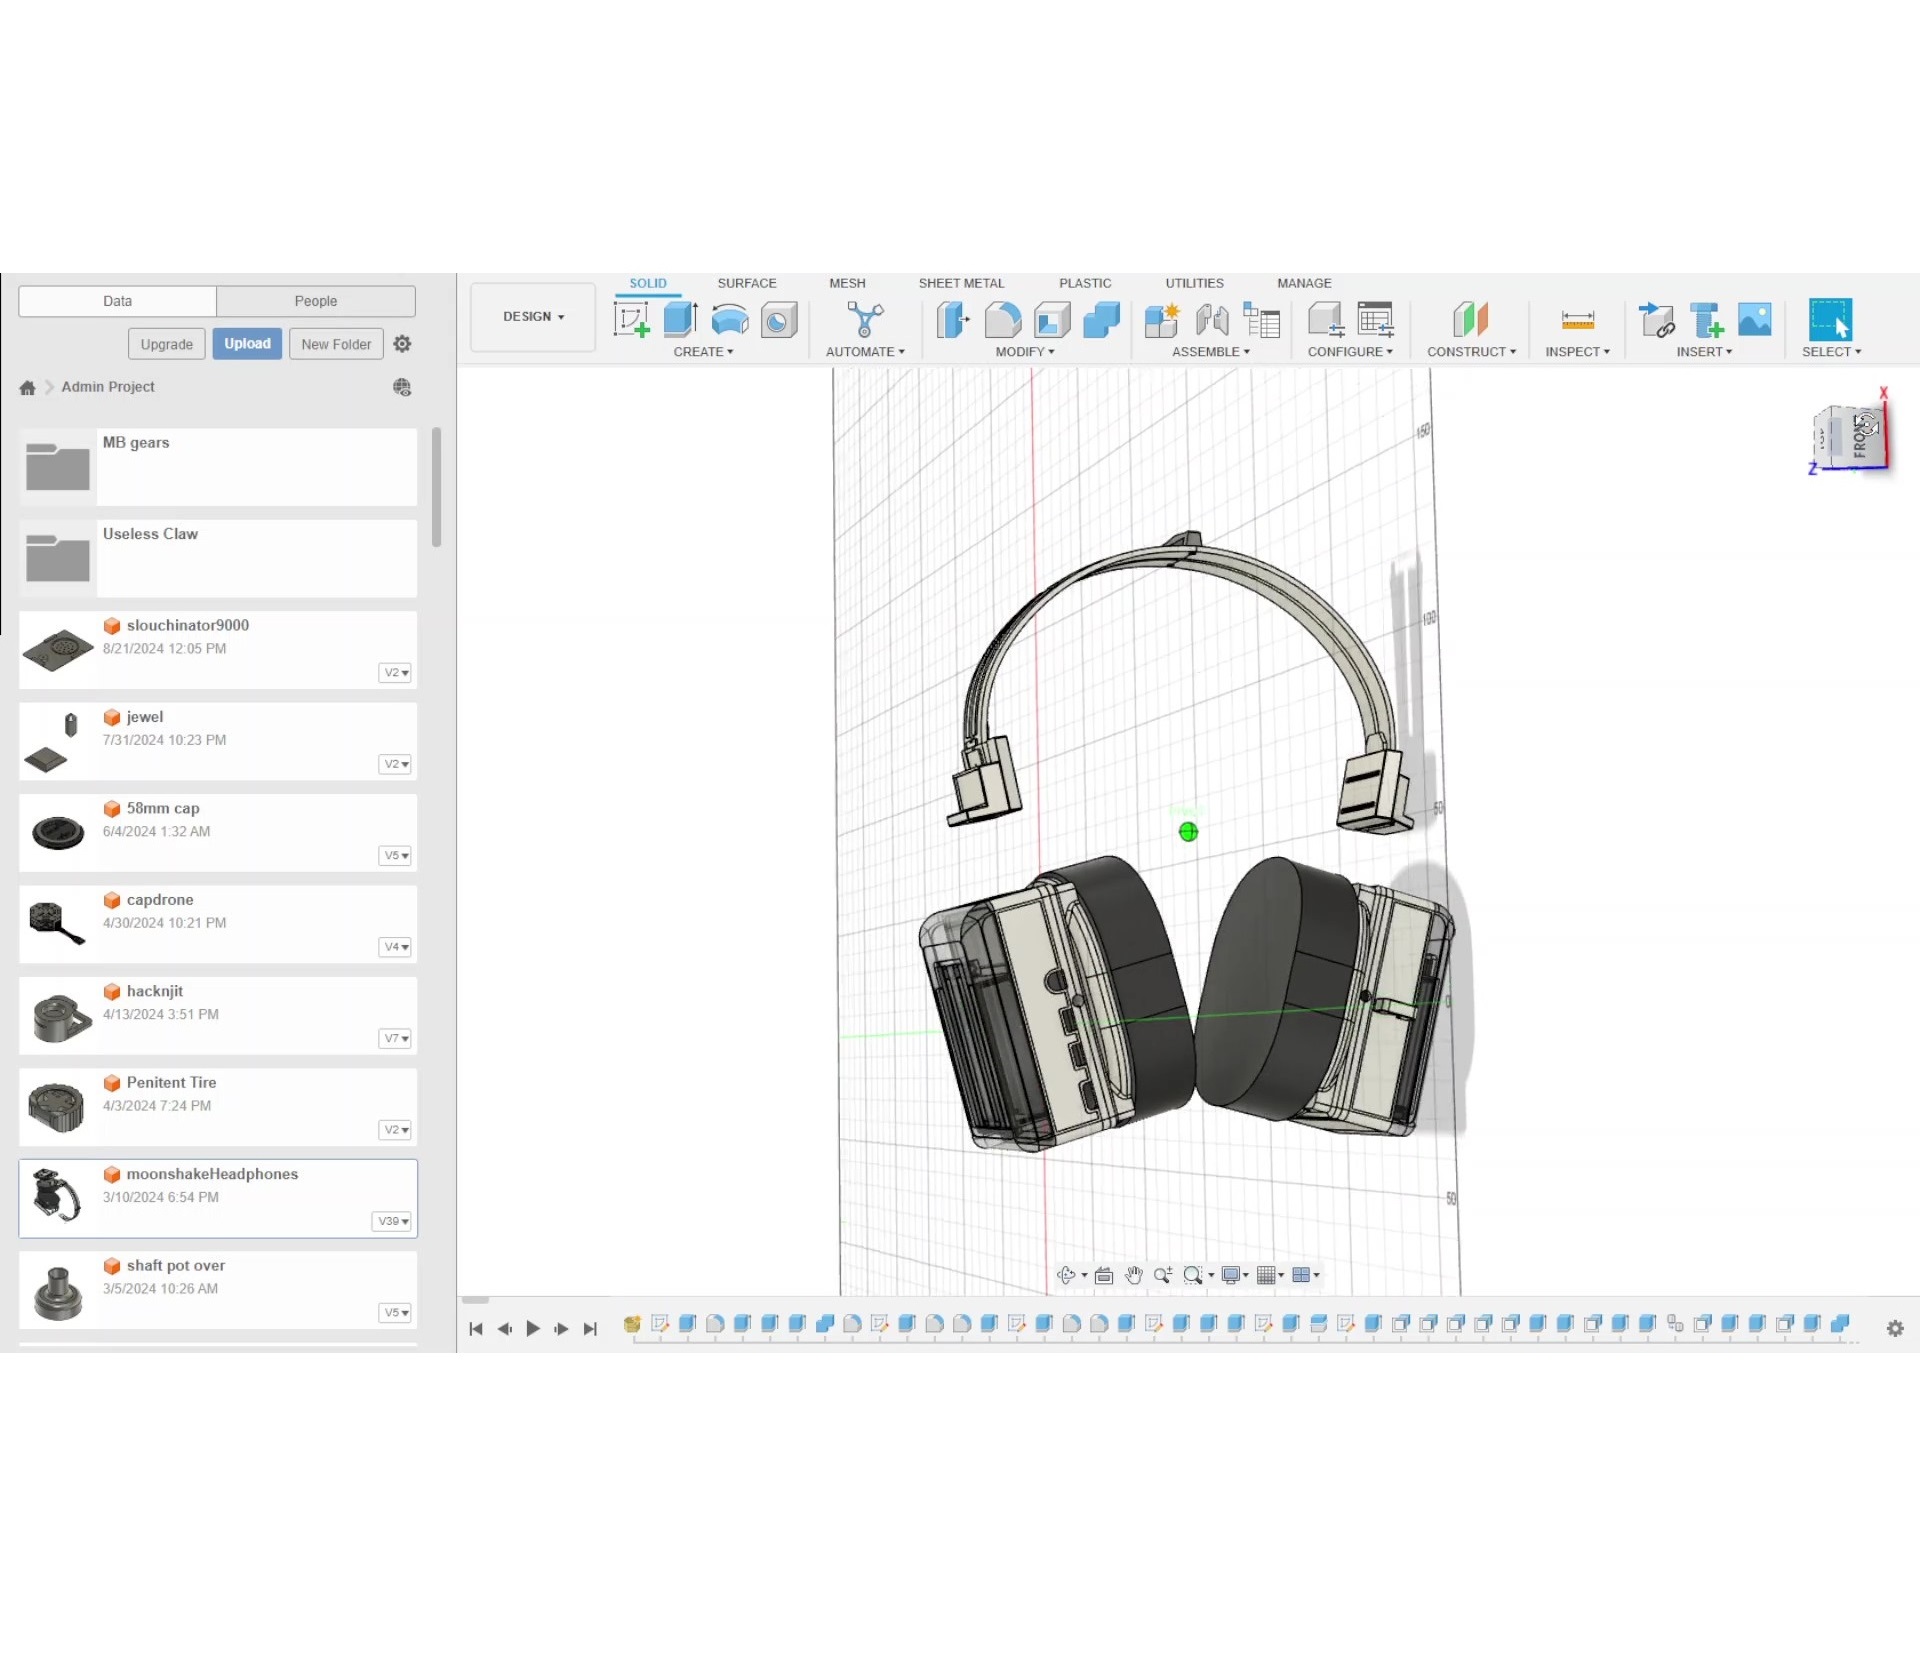 Data
People
Upgrade
Upload
New Folder
Admin Project
MB gears
Useless Claw
slouchinator9000
8/21/2024 12:05 PM
V2
jewel
7/31/2024 10:23 PM
V2
58mm cap
6/4/2024 1:32 AM
V5
capdrone
4/30/2024 10:21 PM
V4
hacknjit
4/13/2024 3:51 PM
V7
Penitent Tire
4/3/2024 7:24 PM
V2
moonshakeHeadphones
3/10/2024 6:54 PM
V39
shaft pot over
3/5/2024 10:26 AM
V5
DESIGN
SOLID
SURFACE
MESH
SHEET METAL
PLASTIC
UTILITIES
MANAGE
CREATE
AUTOMATE
MODIFY
ASSEMBLE
CONFIGURE
CONSTRUCT
INSPECT
INSERT
SELECT
X
FRONT
Z
150
100
50
0
50